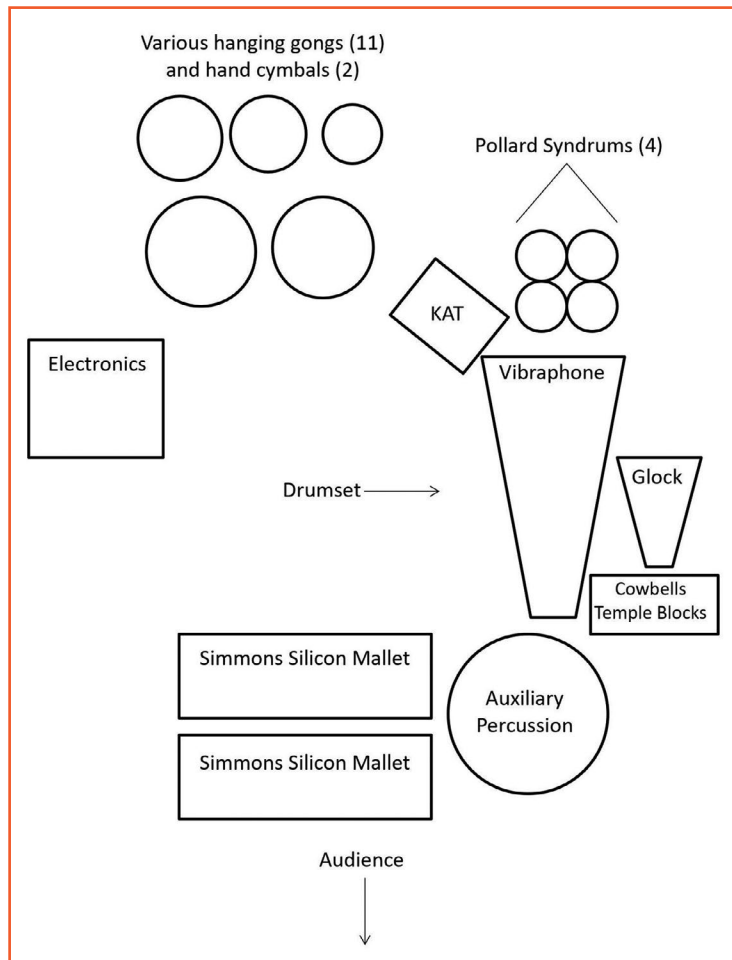 Various hanging gongs (11)
and hand cymbals (2)
Pollard Syndrums (4)
KAT
Electronics
Vibraphone
Glock
Drumset
Cowbells
Temple Blocks
Simmons Silicon Mallet
Auxiliary
Percussion
Simmons Silicon Mallet
Audience